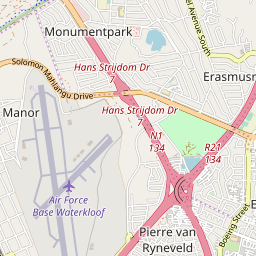 Monumentpark
Avenue South
Hans Strijdom Dr
7
Solomon Mahlangu Drive
Erasmusr
Hans Strijdom Dr
7
Manor
N1
134
R21
134
Air Force
Base Waterkloof
Boeing Street
E
Pierre van
Ryneveld